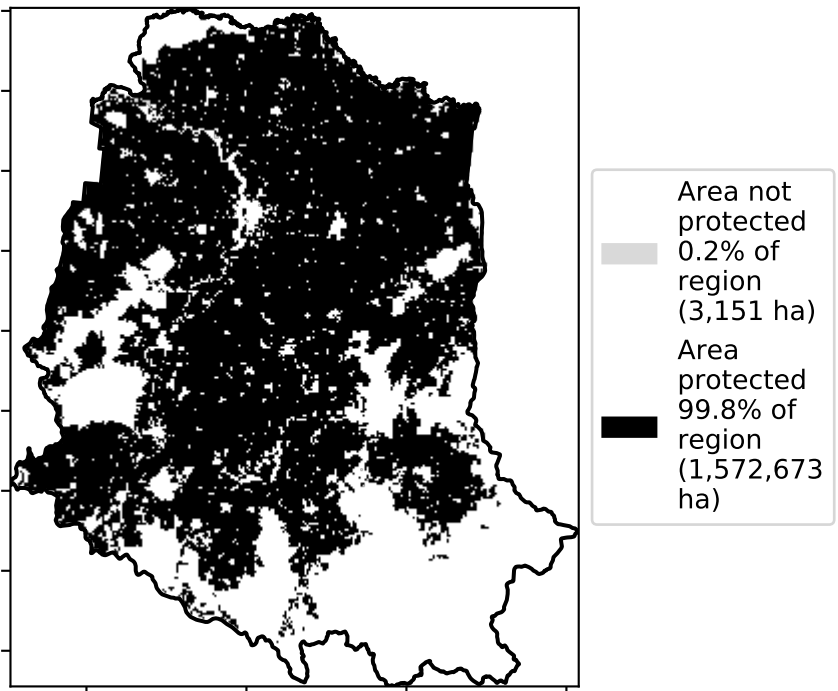 Area not
protected
0.2% of
region
(3,151 ha)
Area
protected
99.8% of
region
(1,572,673
ha)